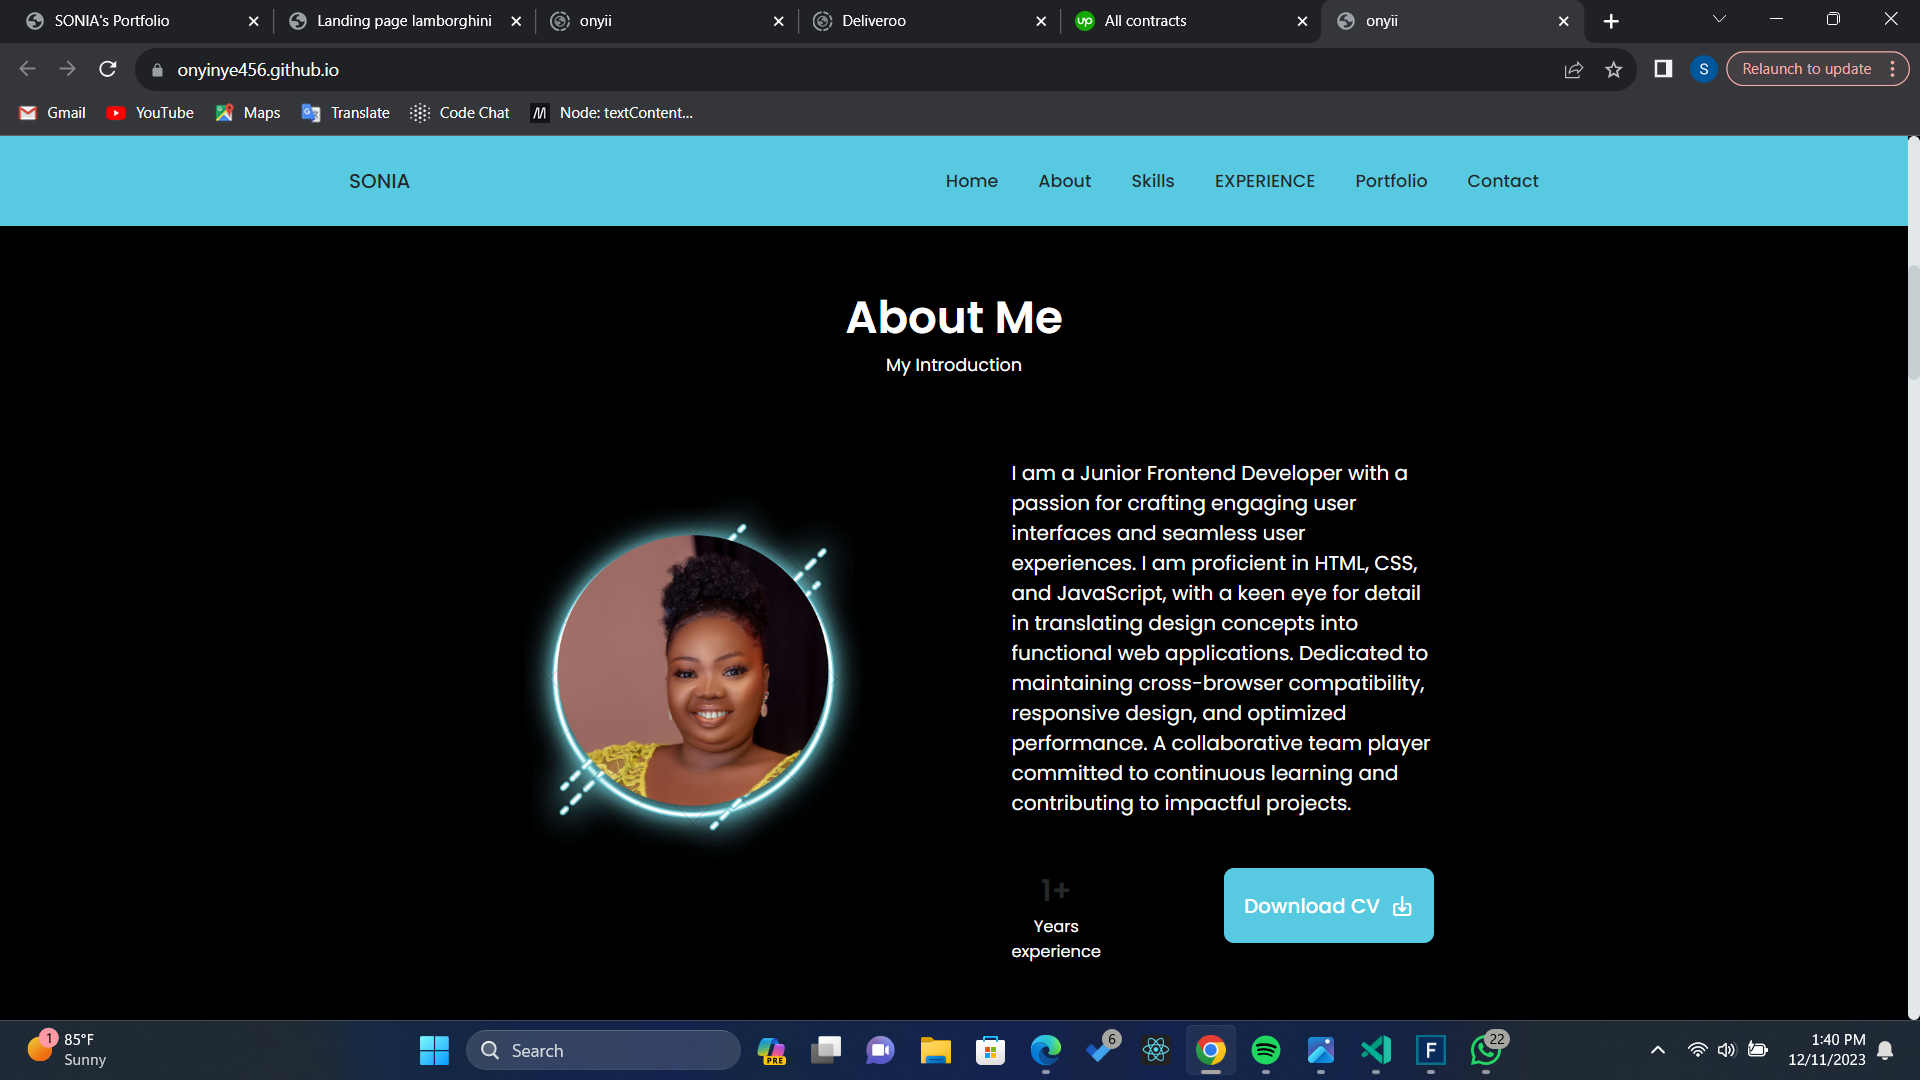 SONIA's Portfolio
Landing page lamborghini
onyii
Deliveroo
up
All contracts
onyii
onyinye456.github.io
S
Relaunch to update
Gmail
YouTube
Maps
Translate
Code Chat
M
Node: textContent...
SONIA
Home
About
Skills
EXPERIENCE
Portfolio
Contact
About Me
My Introduction
I am a Junior Frontend Developer with a
passion for crafting engaging user
interfaces and seamless user
experiences. I am proficient in HTML, CSS,
and JavaScript, with a keen eye for detail
in translating design concepts into
functional web applications. Dedicated to
maintaining cross-browser compatibility,
responsive design, and optimized
performance. A collaborative team player
committed to continuous learning and
contributing to impactful projects.
1+
Years
experience
Download CV
1
85°F
Sunny
Search
PRE
6
F
22
1:40 PM
12/11/2023